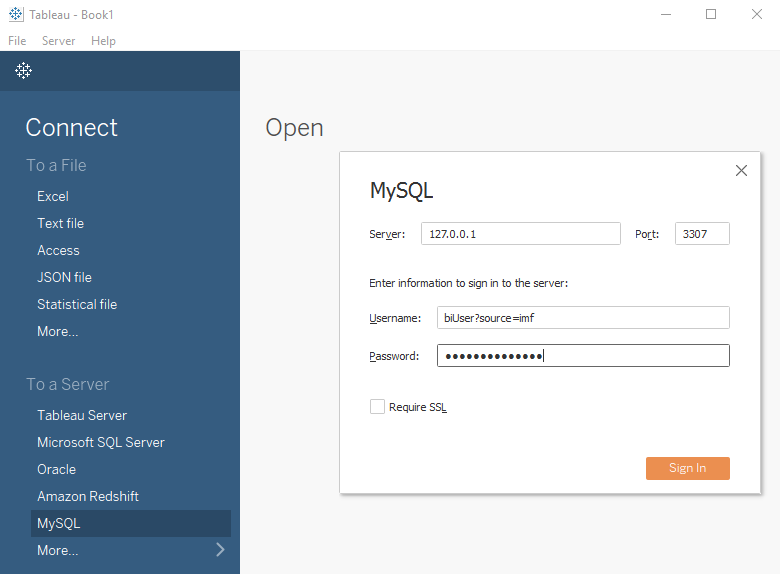 Tableau - Book1
File Server Help
Connect
To a File
Excel
Text file
Access
JSON file
Statistical file
More...
To a Server
Tableau Server
Microsoft SQL Server
Oracle
Amazon Redshift
MySQL
More...
Open
MySQL
Server: 127.0.0.1 Port: 3307
Enter information to sign in to the server:
Username: biUser?source=imf
Password: ●●●●●●●●●●●●●●
Require SSL
Sign In